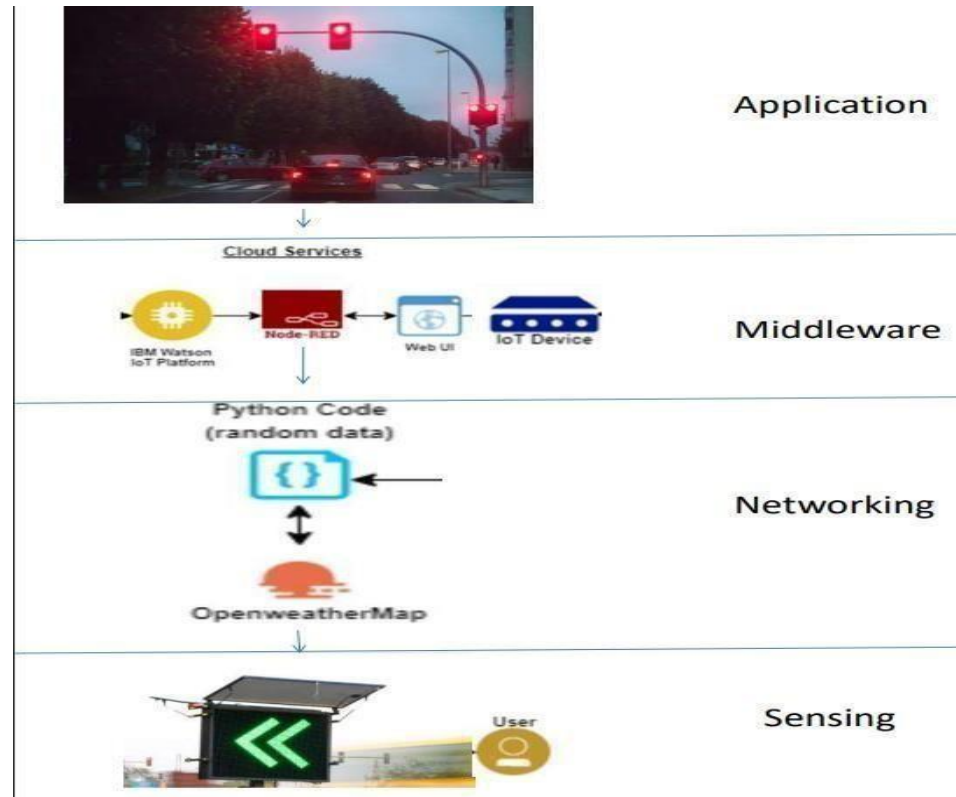 Application
Cloud Services
IBM Watson
IoT Platform
Node-RED
Web UI
IoT Device
Middleware
Python Code
(random data)
{}
OpenweatherMap
Networking
User
Sensing